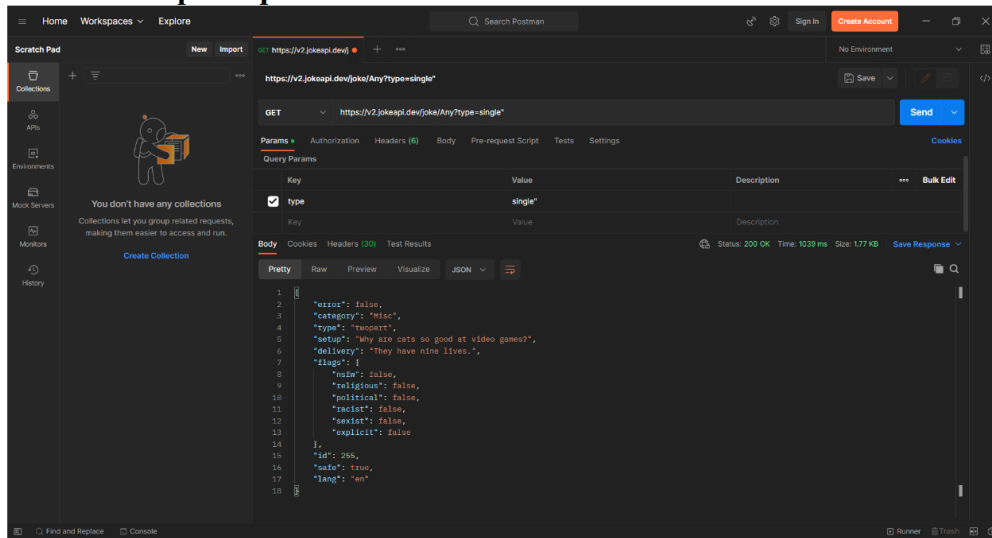 Home Workspaces Explore Search Postman Sign In Create Account
Scratch Pad New Import GET https://v2.jokeapi.dev/j No Environment
Collections
https://v2.jokeapi.dev/joke/Any?type=single" Save
GET https://v2.jokeapi.dev/joke/Any?type=single" Send
APIs
Params Authorization Headers (6) Body Pre-request Script Tests Settings Cookies
Environments
Query Params
Key Value Description Bulk Edit
Mock Servers
You don't have any collections
type single"
Collections let you group related requests,
making them easier to access and run.
Key Value Description
Monitors
Create Collection
Body Cookies Headers (30) Test Results Status: 200 OK Time: 1039 ms Size: 1.77 KB Save Response
History
Pretty Raw Preview Visualize JSON
1 {
2 "error": false,
3 "category": "Misc",
4 "type": "twopart",
5 "setup": "Why are cats so good at video games?",
6 "delivery": "They have nine lives.",
7 "flags": {
8 "nsfw": false,
9 "religious": false,
10 "political": false,
11 "racist": false,
12 "sexist": false,
13 "explicit": false
14 },
15 "id": 255,
16 "safe": true,
17 "lang": "en"
18 }
Find and Replace Console Runner Trash